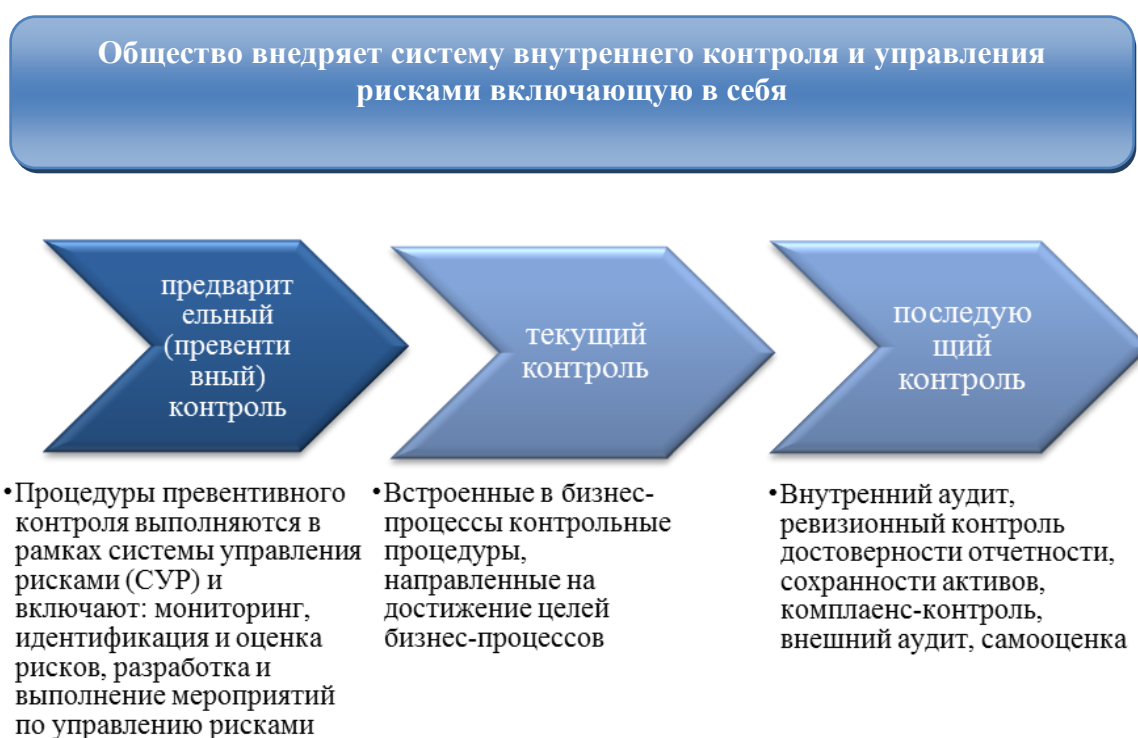 Общество внедряет систему внутреннего контроля и управления
рисками включающую в себя
предварит
ельный
(превенти
вный)
контроль
текущий
контроль
последую
щий
контроль
•Процедуры превентивного
контроля выполняются в
рамках системы управления
рисками (СУР) и
включают: мониторинг,
идентификация и оценка
рисков, разработка и
выполнение мероприятий
по управлению рисками
•Встроенные в бизнес-
процессы контрольные
процедуры,
направленные на
достижение целей
бизнес-процессов
•Внутренний аудит,
ревизионный контроль
достоверности отчетности,
сохранности активов,
комплаенс-контроль,
внешний аудит, самооценка